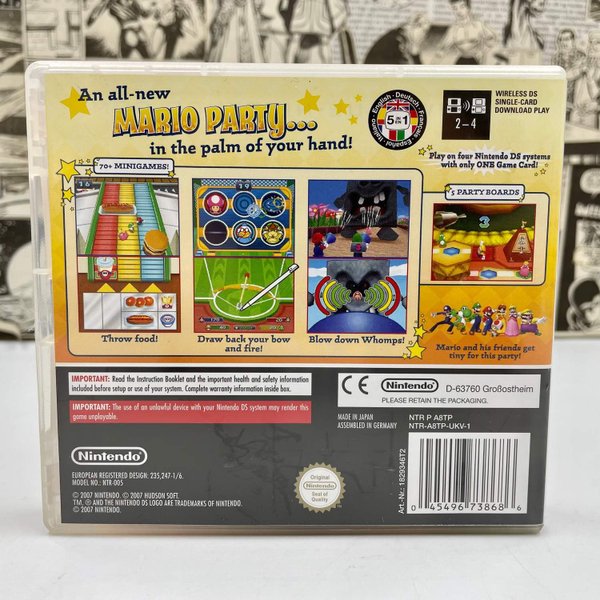 An all-new
MARIO PARTY...
in the palm of your hand!
English - Deutsch - Français
Español - Italiano
5 IN 1
2-4
WIRELESS DS
SINGLE-CARD
DOWNLOAD PLAY
Play on four Nintendo DS systems
with only ONE Game Card!
70+ MINIGAMES!
16
Throw food!
19
Draw back your bow
and fire!
Blow down Whomps!
5 PARTY BOARDS
3
Mario and his friends get
tiny for this party!
IMPORTANT: Read the Instruction Booklet and the important health and safety information
included before setup or use of your system. Complete warranty information inside.
IMPORTANT: The use of an unlawful device with your Nintendo DS system may render this
game unplayable.
CE
Nintendo
D-63760 Großostheim
PLEASE RETAIN THE PACKAGING.
MADE IN JAPAN
ASSEMBLED IN GERMANY
NTR P A8TP
NTR-A8TP-UKV-1
Nintendo
EUROPEAN REGISTERED DESIGN: 235,247-1/6.
MODEL NO.: NTR-005
© 2007 NINTENDO. © 2007 HUDSON SOFT.
TM, ® AND THE NINTENDO DS LOGO ARE TRADEMARKS OF NINTENDO.
© 2007 NINTENDO.
Original
Nintendo
Seal of
Quality
Art.-Nr.: 1829346T2
0 45496 73868 6